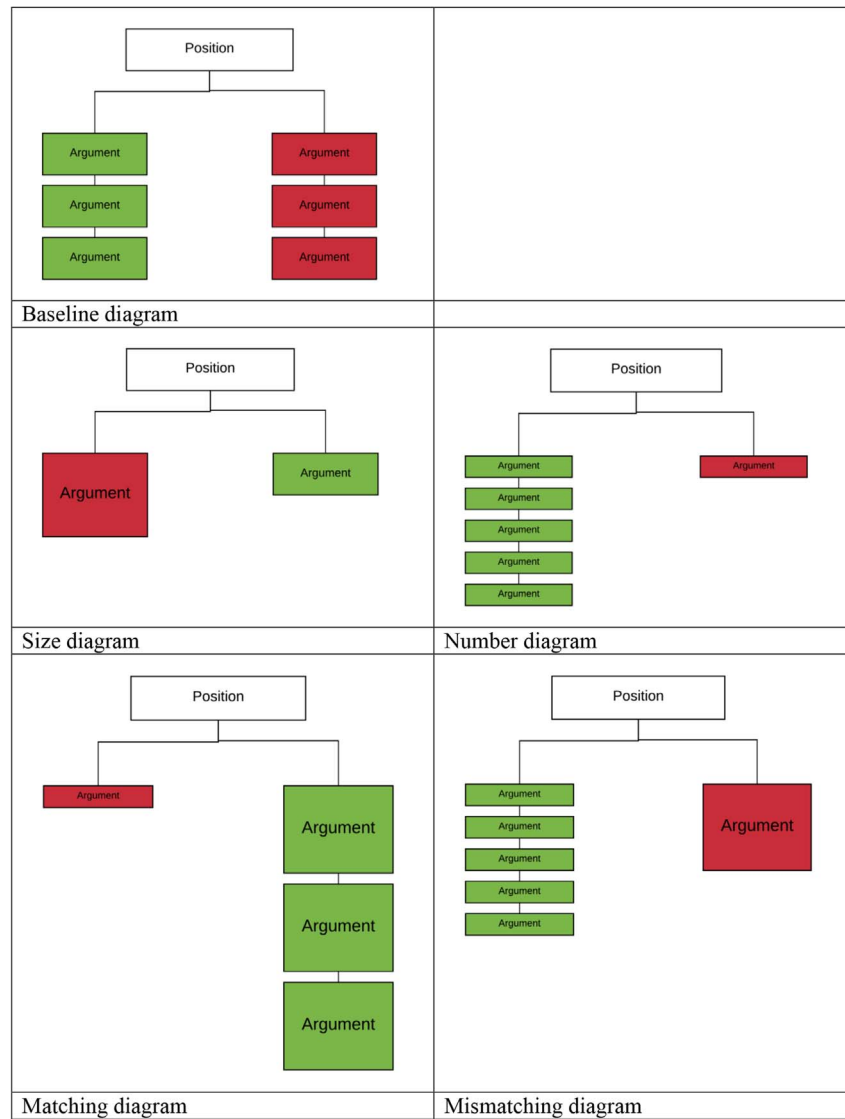 Position
Argument Argument
Argument Argument
Argument Argument
Baseline diagram
Position
Argument Argument
Size diagram
Position
Argument Argument
Argument
Argument
Argument
Argument
Number diagram
Position
Argument Argument
Argument
Argument
Matching diagram
Position
Argument Argument
Argument
Argument
Argument
Argument
Mismatching diagram